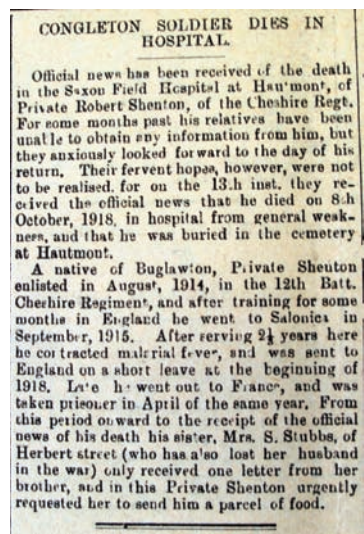 CONGLETON SOLDIER DIES IN
HOSPITAL.
Official news has been received of the death
in the Saxon Field Hospital at Haumont, of
Private Robert Shenton, of the Cheshire Regt.
For some months past his relatives have been
unable to obtain any information from him, but
they anxiously looked forward to the day of his
return. Their fervent hopes, however, were not
to be realised, for on the 13th inst. they re-
ceived the official news that he died on 8th
October, 1918, in hospital from general weak-
ness, and that he was buried in the cemetery
at Hautmont.
A native of Buglawton, Private Shenton
enlisted in August, 1914, in the 12th Batt.
Cheshire Regiment, and after training for some
months in England he went to Salonica in
September, 1915. After serving 2½ years here
he contracted malarial fever, and was sent to
England on a short leave at the beginning of
1918. Late he went out to France, and was
taken prisoner in April of the same year. From
this period onward to the receipt of the official
news of his death his sister, Mrs. S. Stubbs, of
Herbert street (who has also lost her husband
in the war) only received one letter from her
brother, and in this Private Shenton urgently
requested her to send him a parcel of food.